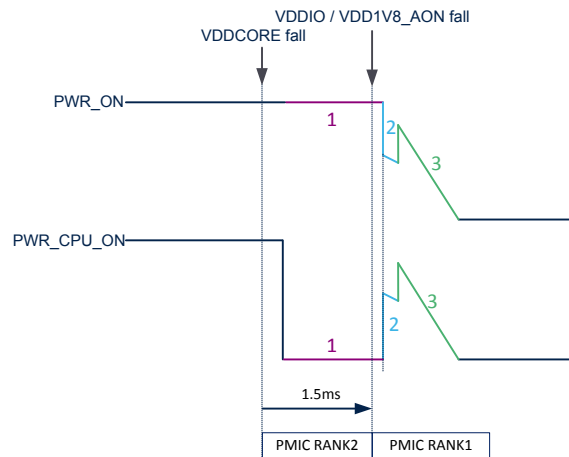 VDDIO / VDD1V8_AON fall
VDDCORE fall
PWR_ON
1
2
3
PWR_CPU_ON
3
2
1
1.5ms
PMIC RANK2
PMIC RANK1